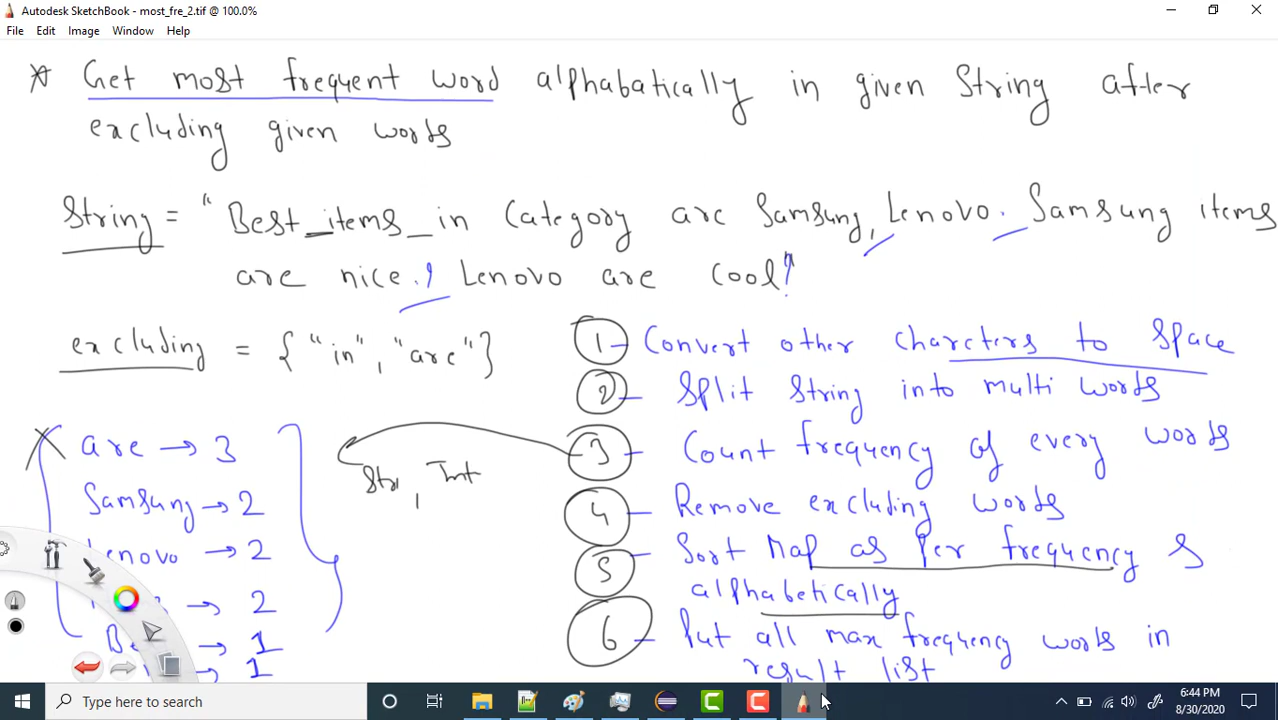 Autodesk SketchBook - most_fre_2.tif @ 100.0%
File Edit Image Window Help
* Get most frequent word alphabatically in given String after
excluding given words
String = "Best_items_in Category are Samsung, Lenovo. Samsung items
are nice.! Lenovo are cool!"
excluding = {"in", "are"}
1 - Convert other charcters to Space
2 - Split String into multi words
are → 3
3 - Count frequency of every words
Str, Int
Samsung → 2
4 - Remove excluding words
Lenovo → 2
5 - Sort Map as Per frequency &
alphabetically
→ 2
6 - Put all max frequency words in
result list
→ 1
→ 1
Type here to search
6:44 PM
8/30/2020